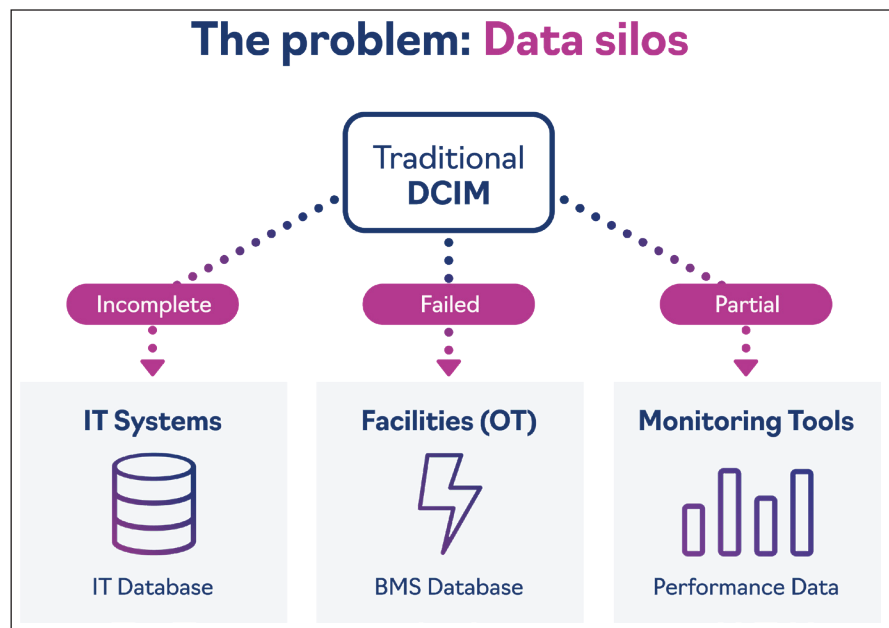 The problem: Data silos
Traditional
DCIM
Incomplete
Failed
Partial
IT Systems
Facilities (OT)
Monitoring Tools
IT Database
BMS Database
Performance Data